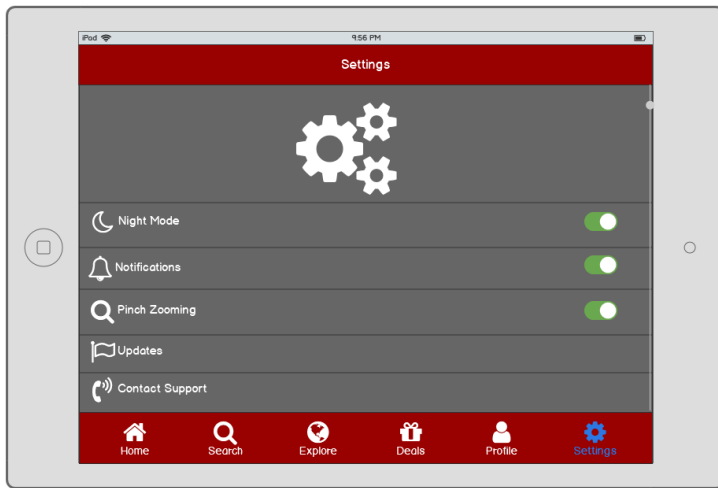 iPad
9:56 PM
Settings
Night Mode
Notifications
Pinch Zooming
Updates
Contact Support
Home
Search
Explore
Deals
Profile
Settings